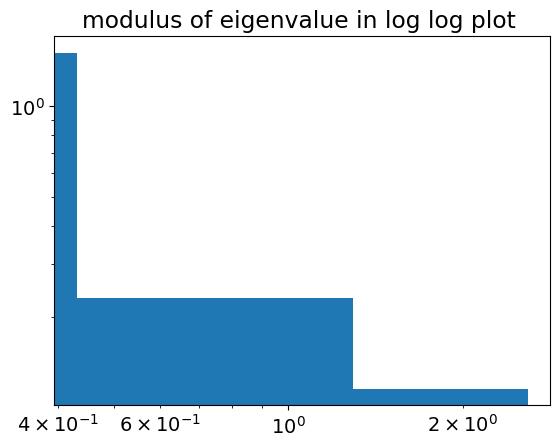 modulus of eigenvalue in log log plot
10⁰
4 × 10⁻¹ 6 × 10⁻¹ 10⁰ 2 × 10⁰